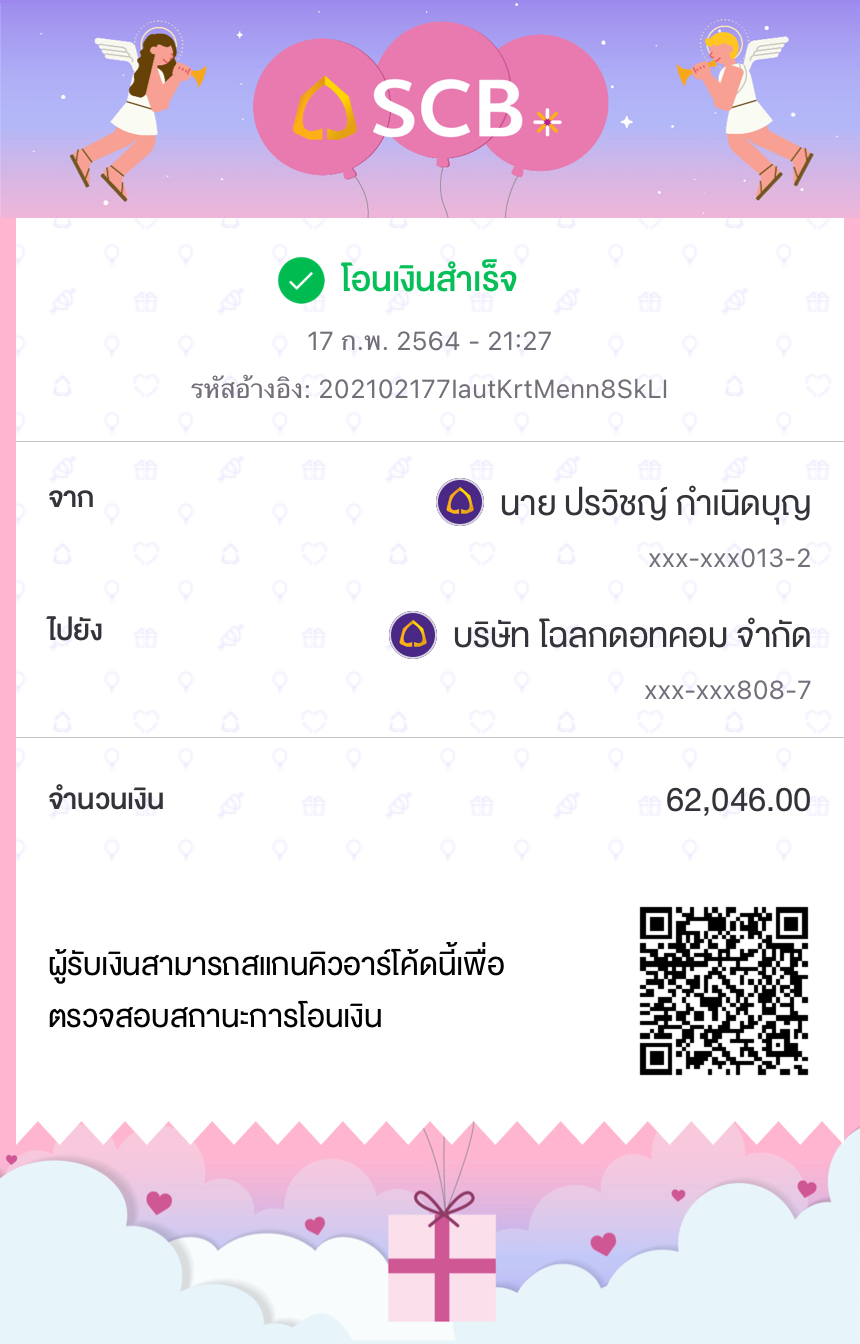 SCB
โอนเงินสำเร็จ
17 ก.พ. 2564 - 21:27
รหัสอ้างอิง: 202102177IautKrtMenn8SkLI
จาก
นาย ปรวิชญ์ กำเนิดบุญ
xxx-xxx013-2
ไปยัง
บริษัท โฉลกดอทคอม จำกัด
xxx-xxx808-7
จำนวนเงิน
62,046.00
ผู้รับเงินสามารถสแกนคิวอาร์โค้ดนี้เพื่อ
ตรวจสอบสถานะการโอนเงิน